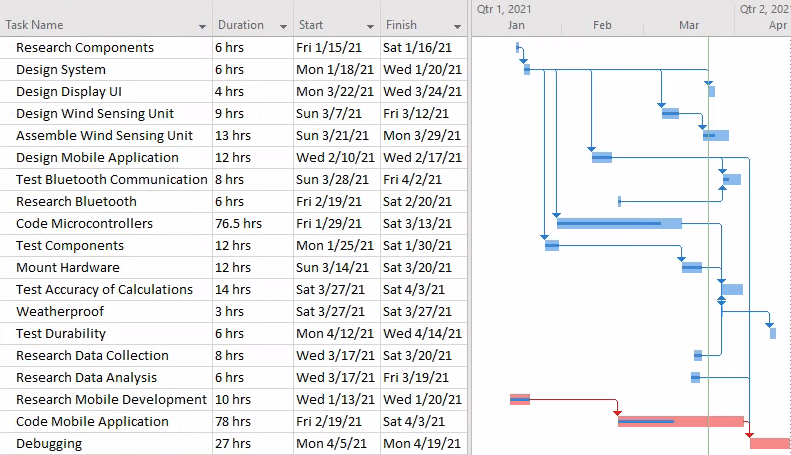 Qtr 1, 2021 Qtr 2, 2021
Task Name Duration Start Finish Jan Feb Mar Apr
Research Components 6 hrs Fri 1/15/21 Sat 1/16/21
Design System 6 hrs Mon 1/18/21 Wed 1/20/21
Design Display UI 4 hrs Mon 3/22/21 Wed 3/24/21
Design Wind Sensing Unit 9 hrs Sun 3/7/21 Fri 3/12/21
Assemble Wind Sensing Unit 13 hrs Sun 3/21/21 Mon 3/29/21
Design Mobile Application 12 hrs Wed 2/10/21 Wed 2/17/21
Test Bluetooth Communication 8 hrs Sun 3/28/21 Fri 4/2/21
Research Bluetooth 6 hrs Fri 2/19/21 Sat 2/20/21
Code Microcontrollers 76.5 hrs Fri 1/29/21 Sat 3/13/21
Test Components 12 hrs Mon 1/25/21 Sat 1/30/21
Mount Hardware 12 hrs Sun 3/14/21 Sat 3/20/21
Test Accuracy of Calculations 14 hrs Sat 3/27/21 Sat 4/3/21
Weatherproof 3 hrs Sat 3/27/21 Sat 3/27/21
Test Durability 6 hrs Mon 4/12/21 Wed 4/14/21
Research Data Collection 8 hrs Wed 3/17/21 Sat 3/20/21
Research Data Analysis 6 hrs Wed 3/17/21 Fri 3/19/21
Research Mobile Development 10 hrs Wed 1/13/21 Wed 1/20/21
Code Mobile Application 78 hrs Fri 2/19/21 Sat 4/3/21
Debugging 27 hrs Mon 4/5/21 Mon 4/19/21